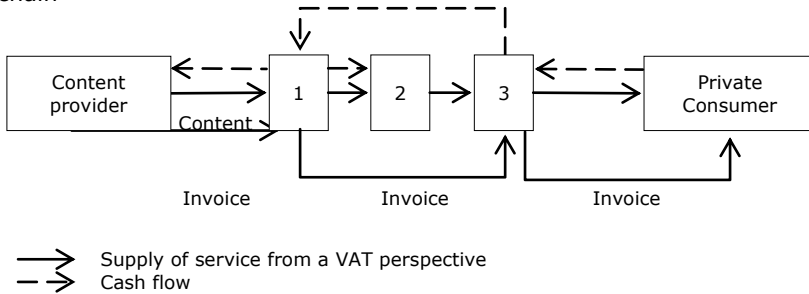 Content
provider
1
2
3
Private
Consumer
Content
Invoice
Invoice
Invoice
Supply of service from a VAT perspective
Cash flow